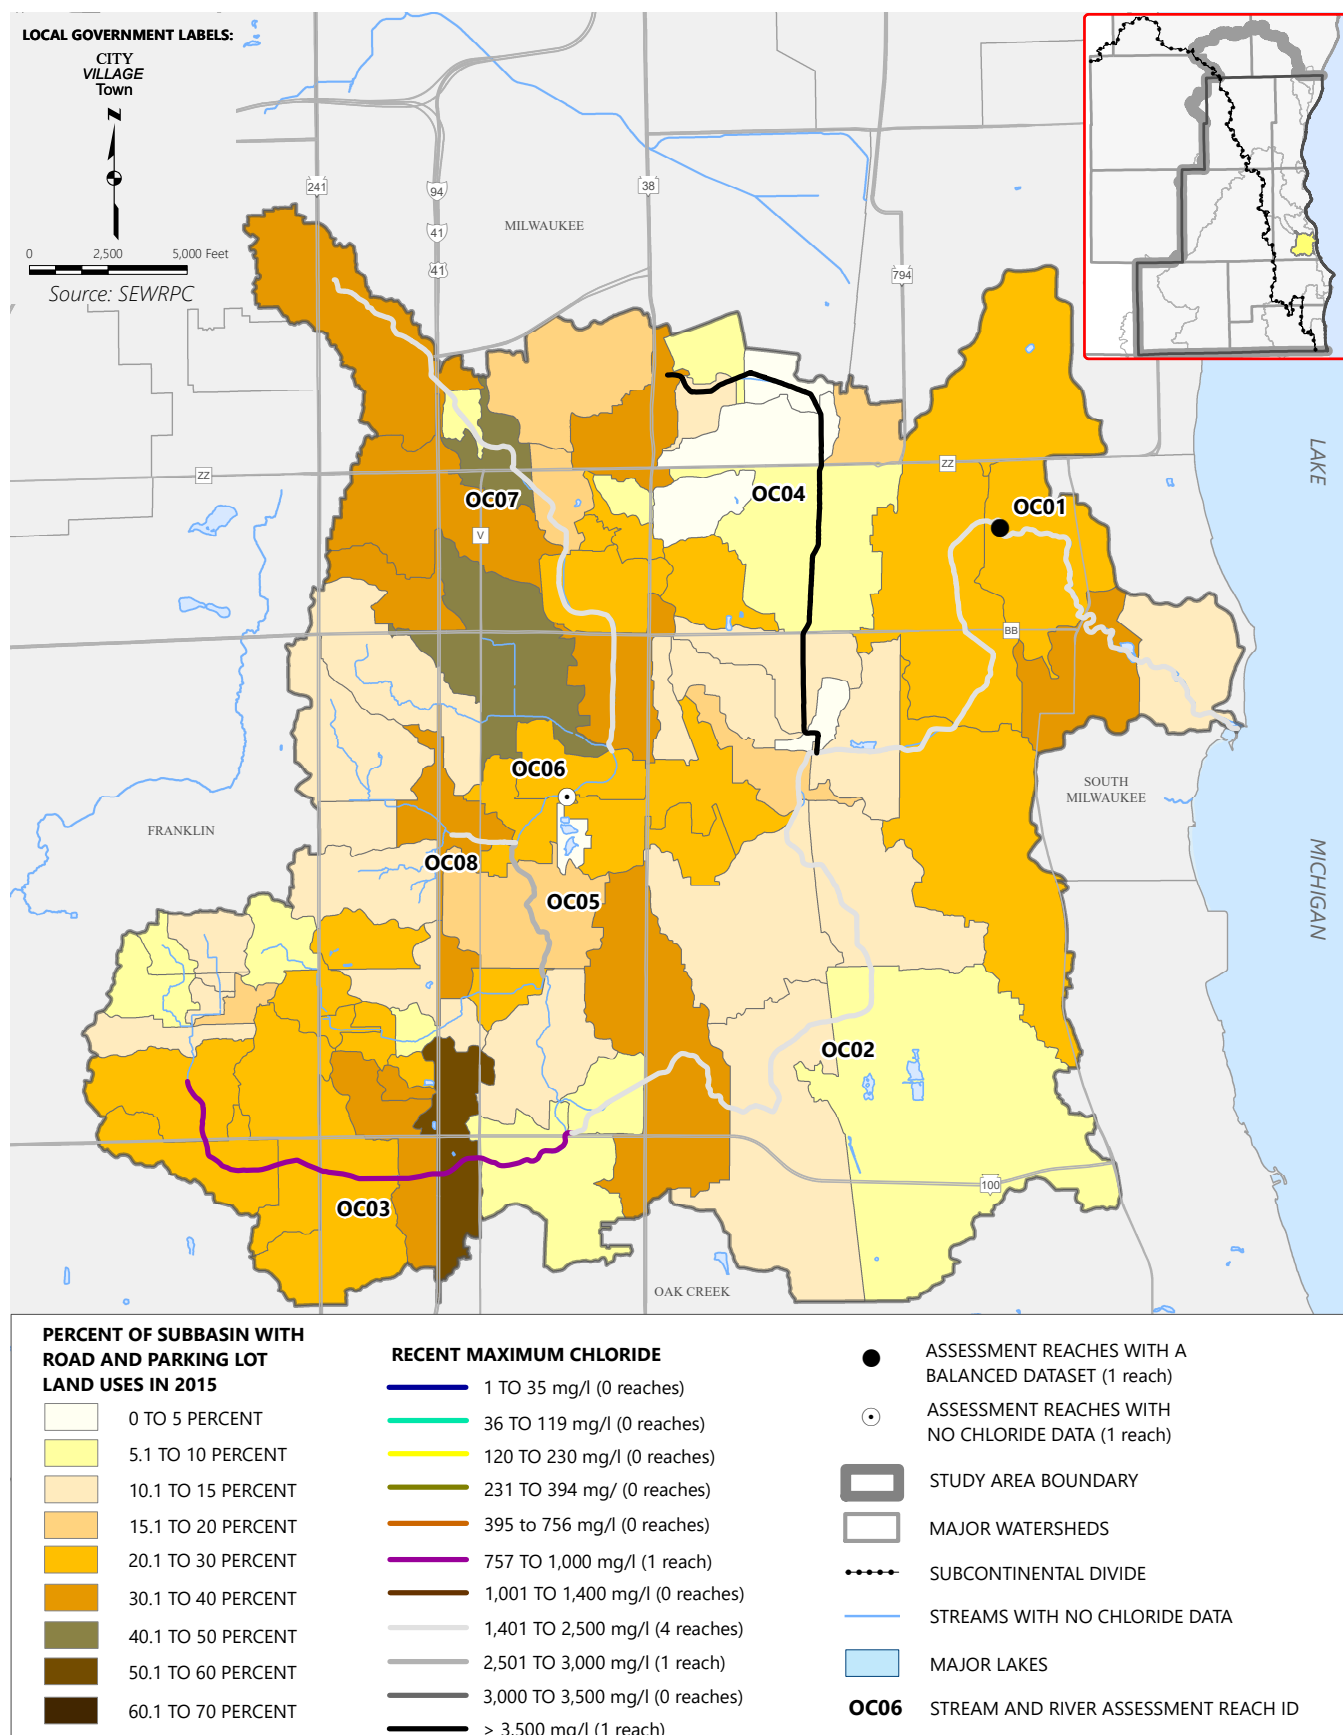 LOCAL GOVERNMENT LABELS:
CITY
VILLAGE
Town
N
0 2,500 5,000 Feet
Source: SEWRPC
241
94
41
41
38
794
MILWAUKEE
ZZ
ZZ
V
BB
100
OC07
OC04
OC01
OC06
OC08
OC05
OC02
OC03
FRANKLIN
SOUTH
MILWAUKEE
OAK CREEK
LAKE
MICHIGAN
PERCENT OF SUBBASIN WITH
ROAD AND PARKING LOT
LAND USES IN 2015
0 TO 5 PERCENT
5.1 TO 10 PERCENT
10.1 TO 15 PERCENT
15.1 TO 20 PERCENT
20.1 TO 30 PERCENT
30.1 TO 40 PERCENT
40.1 TO 50 PERCENT
50.1 TO 60 PERCENT
60.1 TO 70 PERCENT
RECENT MAXIMUM CHLORIDE
1 TO 35 mg/l (0 reaches)
36 TO 119 mg/l (0 reaches)
120 TO 230 mg/l (0 reaches)
231 TO 394 mg/ (0 reaches)
395 to 756 mg/l (0 reaches)
757 TO 1,000 mg/l (1 reach)
1,001 TO 1,400 mg/l (0 reaches)
1,401 TO 2,500 mg/l (4 reaches)
2,501 TO 3,000 mg/l (1 reach)
3,000 TO 3,500 mg/l (0 reaches)
> 3,500 mg/l (1 reach)
ASSESSMENT REACHES WITH A
BALANCED DATASET (1 reach)
ASSESSMENT REACHES WITH
NO CHLORIDE DATA (1 reach)
STUDY AREA BOUNDARY
MAJOR WATERSHEDS
SUBCONTINENTAL DIVIDE
STREAMS WITH NO CHLORIDE DATA
MAJOR LAKES
OC06 STREAM AND RIVER ASSESSMENT REACH ID